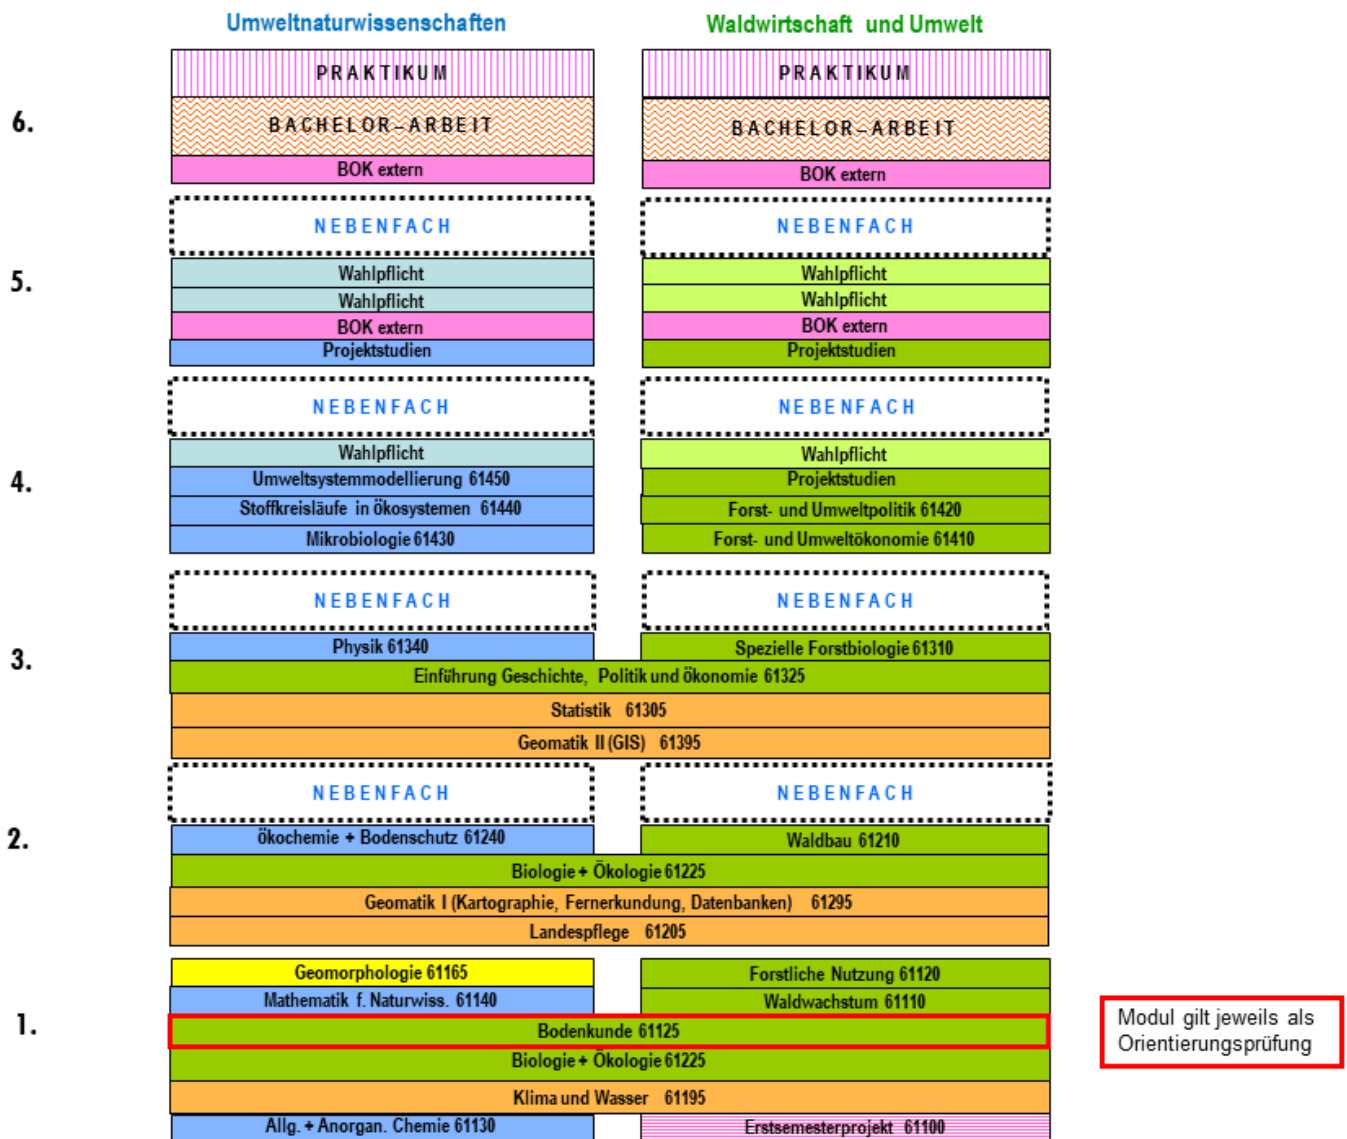 Umweltnaturwissenschaften
Waldwirtschaft und Umwelt
6.
PRAKTIKUM
PRAKTIKUM
BACHELOR–ARBEIT
BACHELOR–ARBEIT
BOK extern
BOK extern
5.
NEBENFACH
NEBENFACH
Wahlpflicht
Wahlpflicht
Wahlpflicht
Wahlpflicht
BOK extern
BOK extern
Projektstudien
Projektstudien
4.
NEBENFACH
NEBENFACH
Wahlpflicht
Wahlpflicht
Umweltsystemmodellierung 61450
Projektstudien
Stoffkreisläufe in ökosystemen 61440
Forst- und Umweltpolitik 61420
Mikrobiologie 61430
Forst- und Umweltökonomie 61410
3.
NEBENFACH
NEBENFACH
Physik 61340
Spezielle Forstbiologie 61310
Einführung Geschichte, Politik und ökonomie 61325
Statistik 61305
Geomatik II (GIS) 61395
2.
NEBENFACH
NEBENFACH
ökochemie + Bodenschutz 61240
Waldbau 61210
Biologie + Ökologie 61225
Geomatik I (Kartographie, Fernerkundung, Datenbanken) 61295
Landespflege 61205
1.
Geomorphologie 61165
Forstliche Nutzung 61120
Mathematik f. Naturwiss. 61140
Waldwachstum 61110
Bodenkunde 61125
Biologie + Ökologie 61225
Klima und Wasser 61195
Allg. + Anorgan. Chemie 61130
Erstsemesterprojekt 61100
Modul gilt jeweils als
Orientierungsprüfung